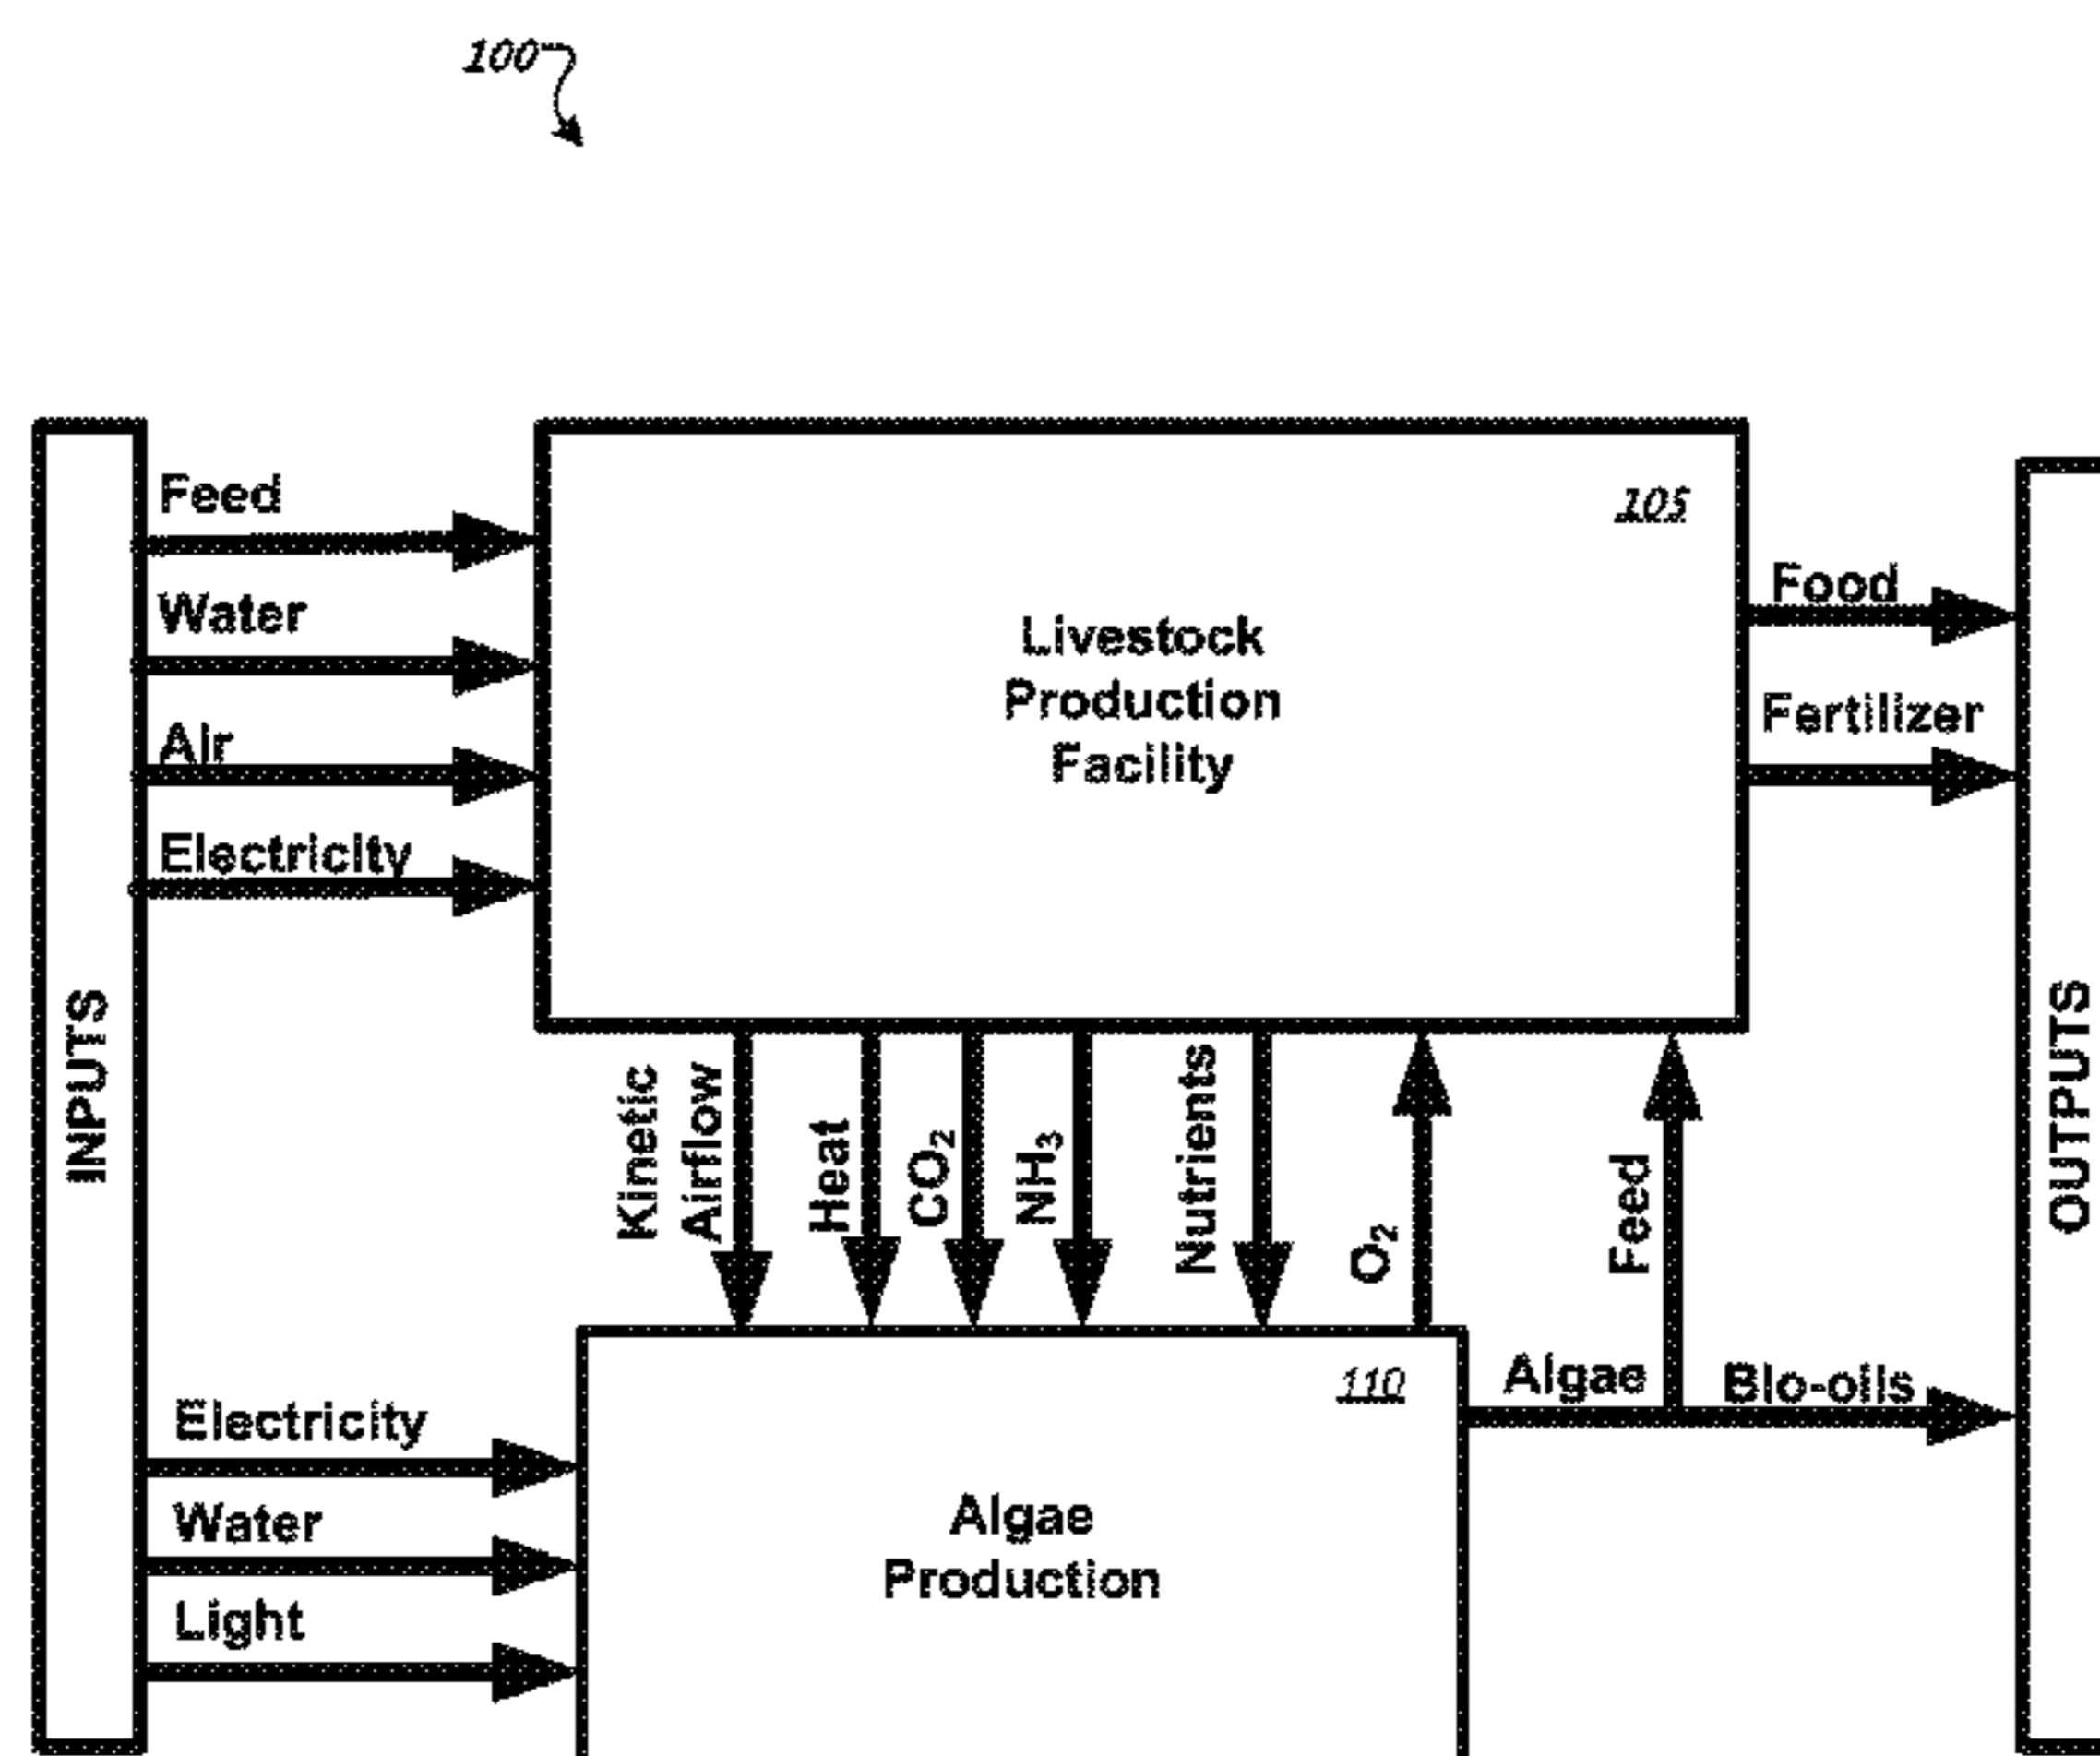 100
Feed
Water
Air
Electricity
INPUTS
105
Livestock
Production
Facility
Food
Fertilizer
OUTPUTS
Kinetic
Airflow
Heat
CO₂
NH₃
Nutrients
O₂
Feed
110
Algae
Bio-oils
Electricity
Water
Light
Algae
Production